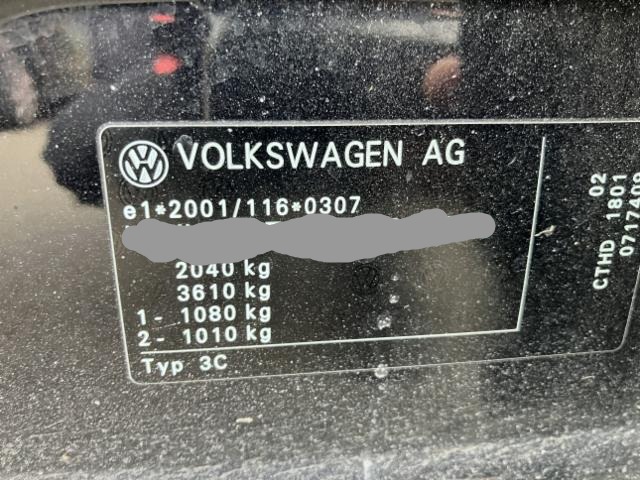 VOLKSWAGEN AG
e1*2001/116*0307
2040 kg
3610 kg
1- 1080 kg
2- 1010 kg
Typ 3C
02
CTHD 1801